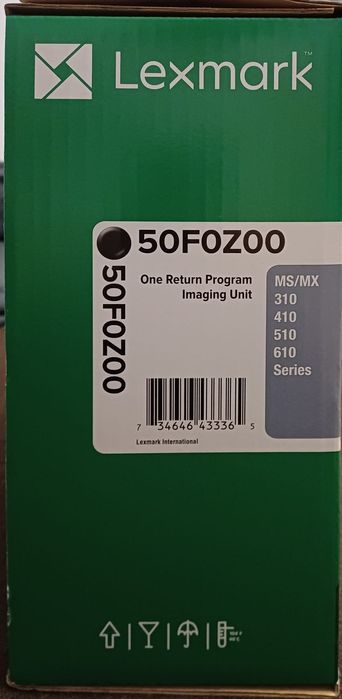 Lexmark™
50F0Z00
50F0Z00
One Return Program
Imaging Unit
MS/MX
310
410
510
610
Series
7 34646 43336 5
Lexmark International